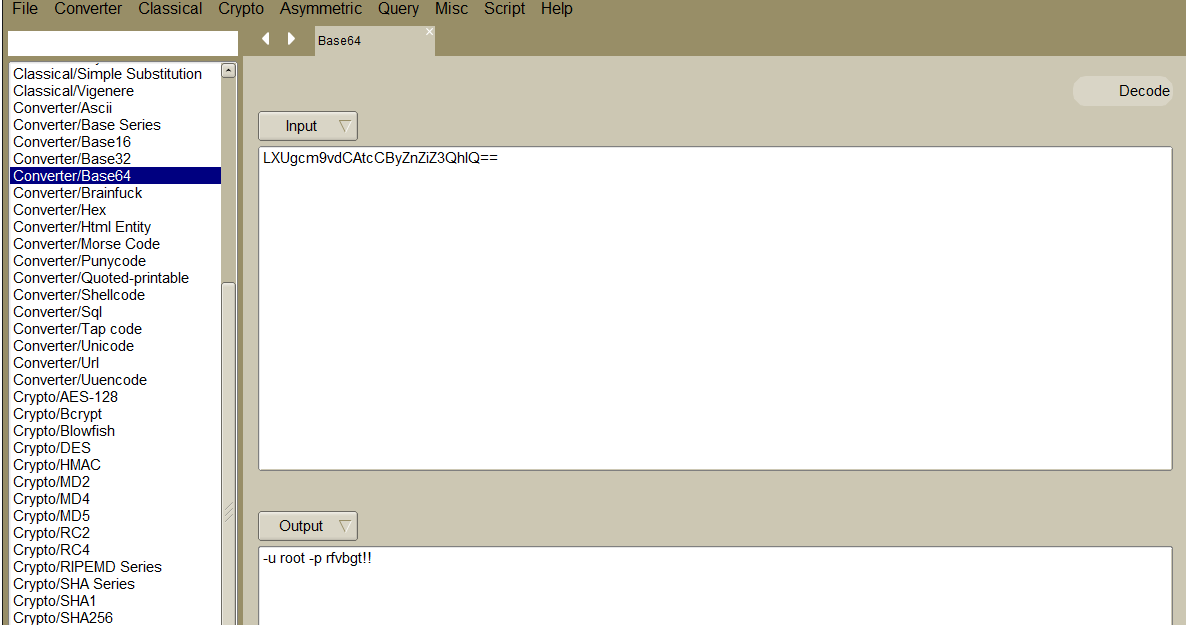 File Converter Classical Crypto Asymmetric Query Misc Script Help
Base64
Classical/Simple Substitution
Classical/Vigenere
Converter/Ascii
Converter/Base Series
Converter/Base16
Converter/Base32
Converter/Base64
Converter/Brainfuck
Converter/Hex
Converter/Html Entity
Converter/Morse Code
Converter/Punycode
Converter/Quoted-printable
Converter/Shellcode
Converter/Sql
Converter/Tap code
Converter/Unicode
Converter/Url
Converter/Uuencode
Crypto/AES-128
Crypto/Bcrypt
Crypto/Blowfish
Crypto/DES
Crypto/HMAC
Crypto/MD2
Crypto/MD4
Crypto/MD5
Crypto/RC2
Crypto/RC4
Crypto/RIPEMD Series
Crypto/SHA Series
Crypto/SHA1
Crypto/SHA256
Decode
Input
LXUgcm9vdCAtcCByZnZiZ3QhIQ==
Output
-u root -p rfvbgt!!